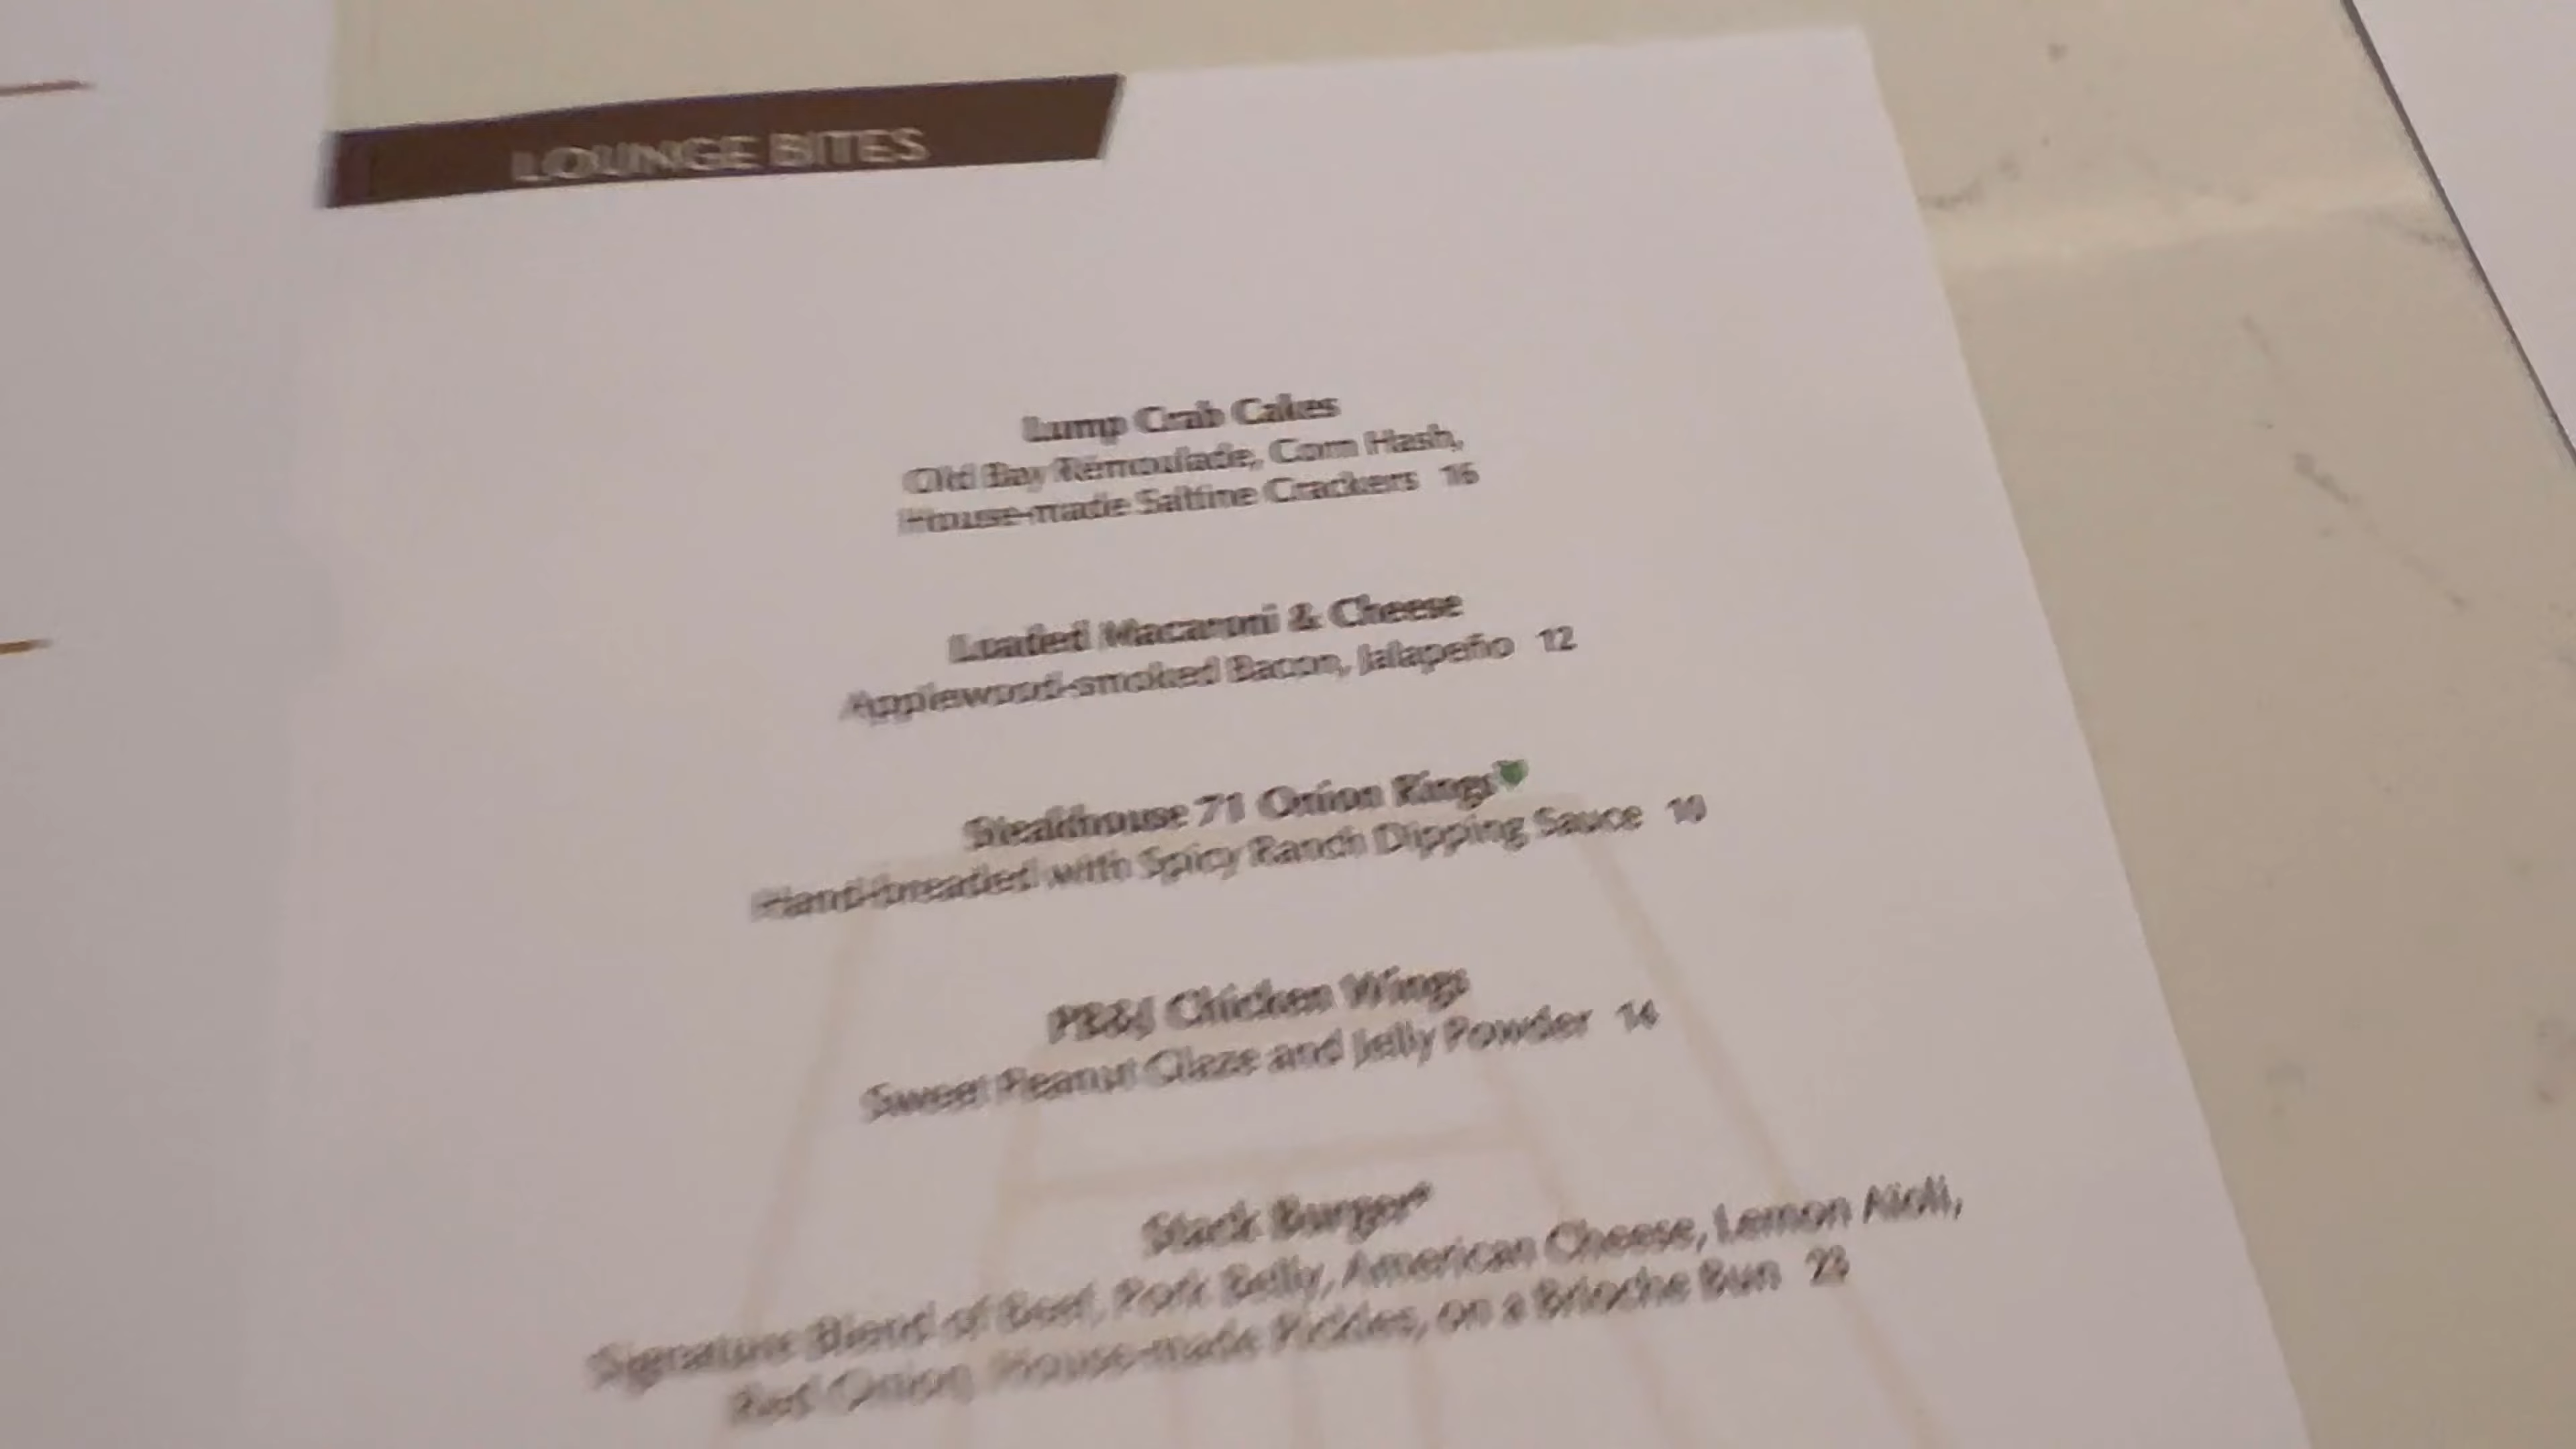 LOUNGE BITES
Lump Crab Cakes
Old Bay Rémoulade, Corn Hash,
House-made Saltine Crackers 16
Loaded Macaroni & Cheese
Applewood-smoked Bacon, Jalapeño 12
Steakhouse 71 Onion Rings
Hand-breaded with Spicy Ranch Dipping Sauce 10
PB&J Chicken Wings
Sweet Peanut Glaze and Jelly Powder 14
Stack Burger*
Signature Blend of Beef, Pork Belly, American Cheese, Lemon Aioli,
Red Onion, House-made Pickles, on a Brioche Bun